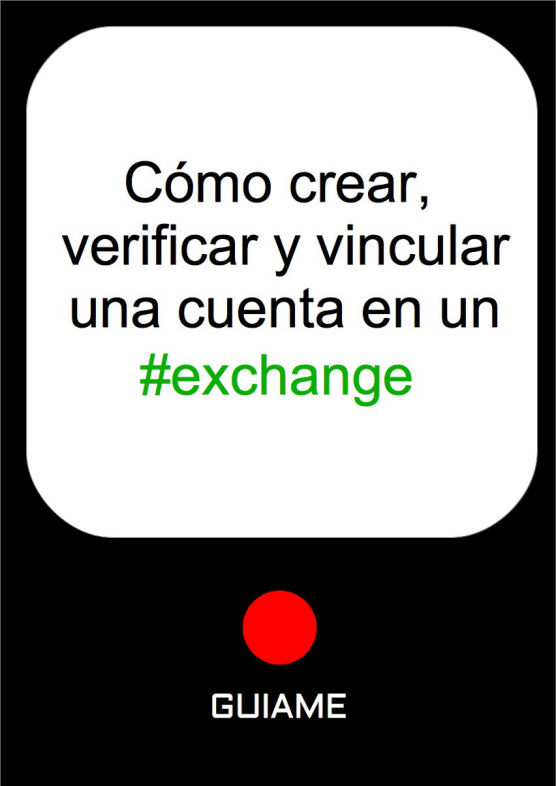 Cómo crear,
verificar y vincular
una cuenta en un
#exchange
GUIAME